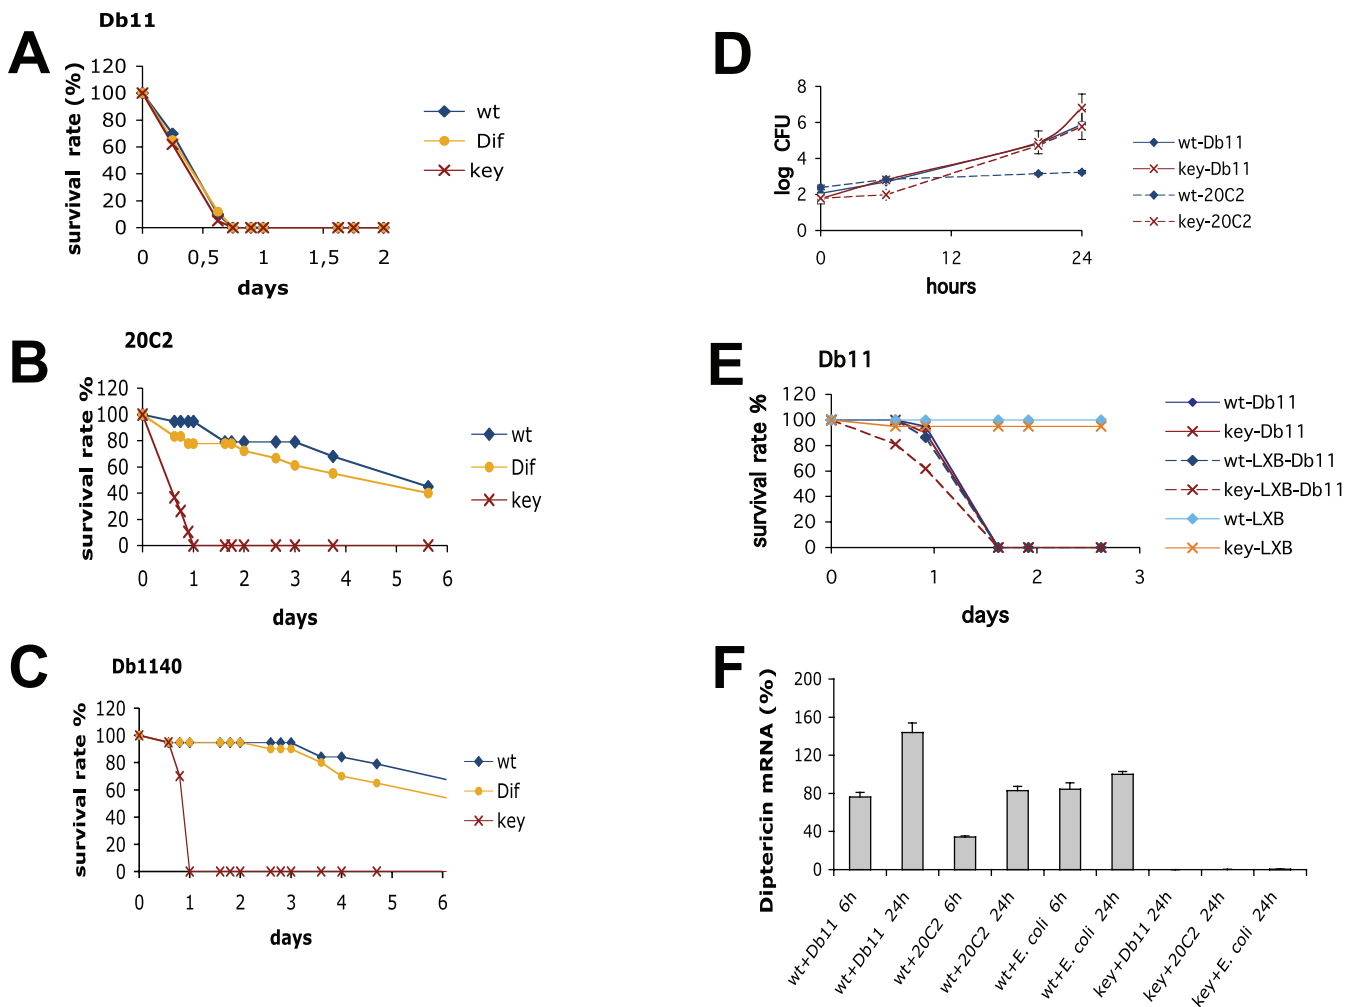 A
Db11
survival rate (%)
120
100
80
60
40
20
0
0
0,5
1
1,5
2
days
wt
Dif
key
B
20C2
survival rate %
120
100
80
60
40
20
0
0
1
2
3
4
5
6
days
wt
Dif
key
C
Db1140
survival rate %
120
100
80
60
40
20
0
0
1
2
3
4
5
6
days
wt
Dif
key
D
log CFU
8
6
4
2
0
0
12
24
hours
wt-Db11
key-Db11
wt-20C2
key-20C2
E
Db11
survival rate %
120
100
80
60
40
20
0
0
1
2
3
days
wt-Db11
key-Db11
wt-LXB-Db11
key-LXB-Db11
wt-LXB
key-LXB
F
Diptericin mRNA (%)
200
160
120
80
40
0
wt+Db11 6h
wt+Db11 24h
wt+20C2 6h
wt+20C2 24h
wt+E. coli 6h
wt+E. coli 24h
key+Db11 24h
key+20C2 24h
key+E. coli 24h